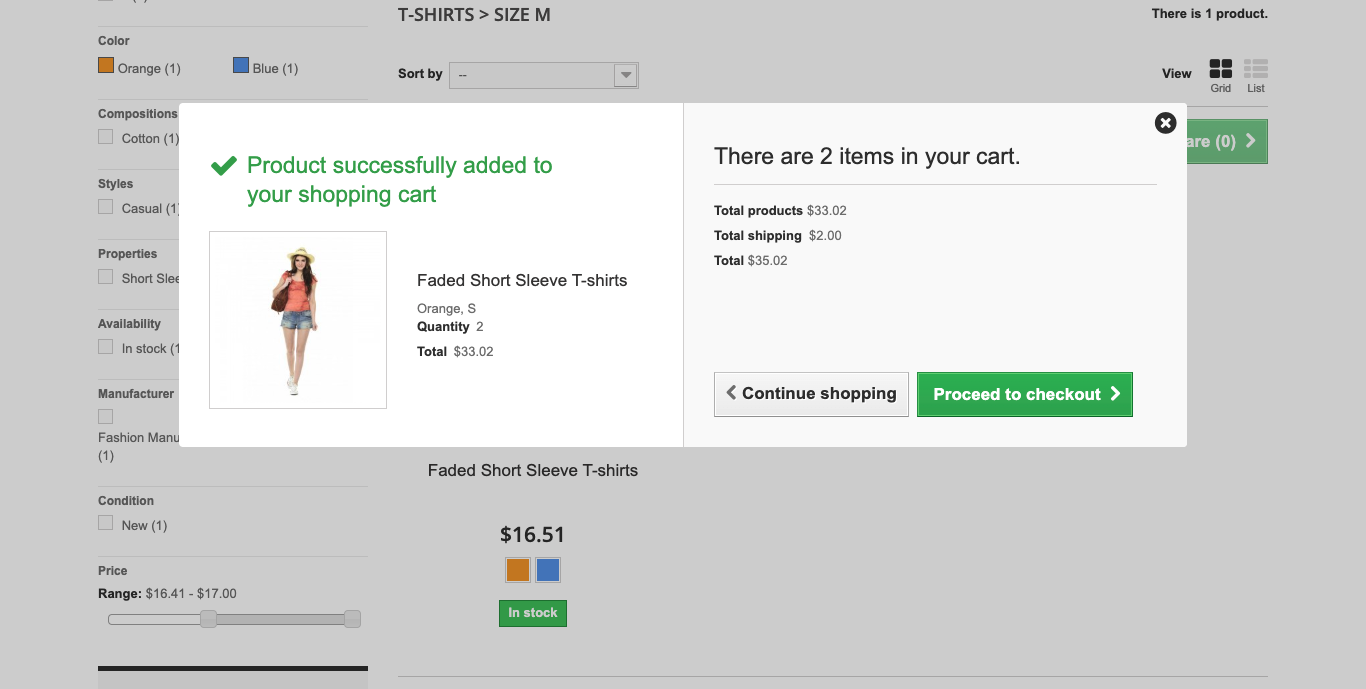 T-SHIRTS > SIZE M
There is 1 product.
Color
Orange (1)
Blue (1)
Sort by
--
View
Grid
List
Compositions
Cotton (1)
Styles
Casual (1)
Properties
Short
Availability
In stock (1
Manufacturer
Fashion
(1)
Condition
New (1)
Price
Range: $16.41 - $17.00
(0)
Product successfully added to
your shopping cart
Faded Short Sleeve T-shirts
Orange, S
Quantity 2
Total $33.02
There are 2 items in your cart.
Total products $33.02
Total shipping $2.00
Total $35.02
Continue shopping
Proceed to checkout
Faded Short Sleeve T-shirts
$16.51
In stock